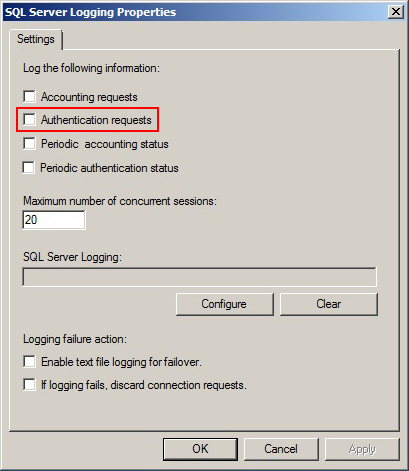 SQL Server Logging Properties
Settings
Log the following information:
Accounting requests
Authentication requests
Periodic accounting status
Periodic authentication status
Maximum number of concurrent sessions:
20
SQL Server Logging:
Configure Clear
Logging failure action:
Enable text file logging for failover.
If logging fails, discard connection requests.
OK Cancel Apply